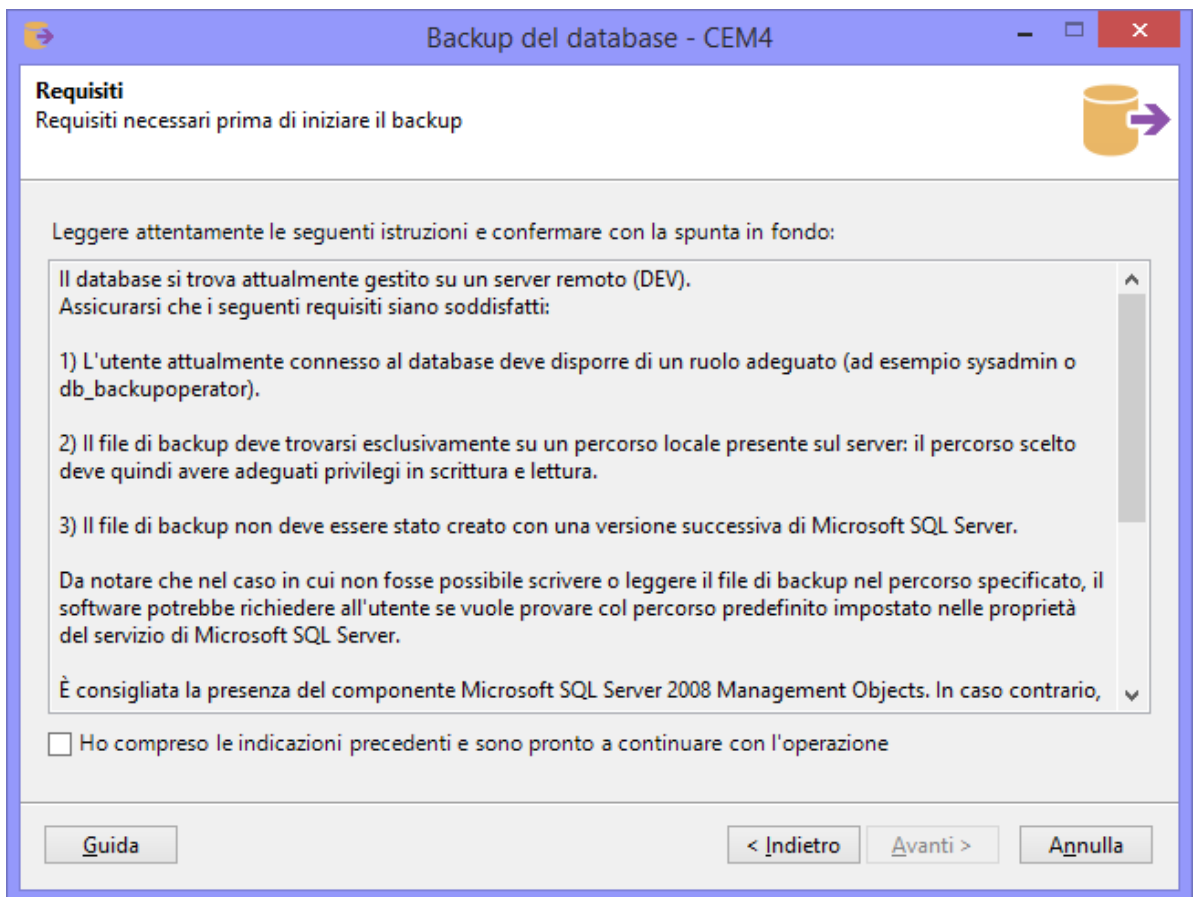 Backup del database - CEM4
Requisiti
Requisiti necessari prima di iniziare il backup
Leggere attentamente le seguenti istruzioni e confermare con la spunta in fondo:
Il database si trova attualmente gestito su un server remoto (DEV).
Assicurarsi che i seguenti requisiti siano soddisfatti:
1) L'utente attualmente connesso al database deve disporre di un ruolo adeguato (ad esempio sysadmin o
db_backupoperator).
2) Il file di backup deve trovarsi esclusivamente su un percorso locale presente sul server: il percorso scelto
deve quindi avere adeguati privilegi in scrittura e lettura.
3) Il file di backup non deve essere stato creato con una versione successiva di Microsoft SQL Server.
Da notare che nel caso in cui non fosse possibile scrivere o leggere il file di backup nel percorso specificato, il
software potrebbe richiedere all'utente se vuole provare col percorso predefinito impostato nelle proprietà
del servizio di Microsoft SQL Server.
È consigliata la presenza del componente Microsoft SQL Server 2008 Management Objects. In caso contrario,
Ho compreso le indicazioni precedenti e sono pronto a continuare con l'operazione
Guida
< Indietro
Avanti >
Annulla